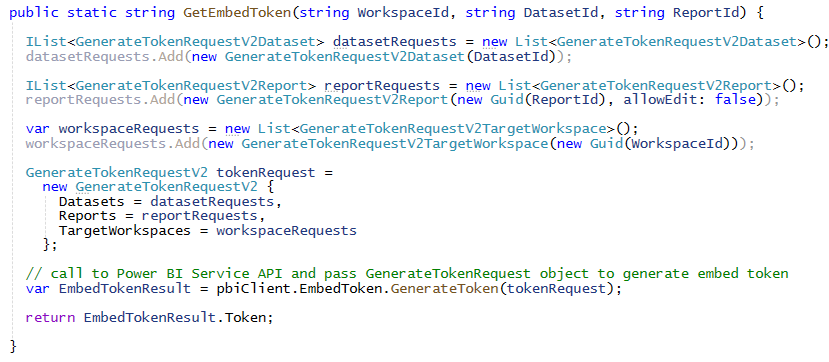 public static string GetEmbedToken(string WorkspaceId, string DatasetId, string ReportId) {
IList<GenerateTokenRequestV2Dataset> datasetRequests = new List<GenerateTokenRequestV2Dataset>();
datasetRequests.Add(new GenerateTokenRequestV2Dataset(DatasetId));
IList<GenerateTokenRequestV2Report> reportRequests = new List<GenerateTokenRequestV2Report>();
reportRequests.Add(new GenerateTokenRequestV2Report(new Guid(ReportId), allowEdit: false));
var workspaceRequests = new List<GenerateTokenRequestV2TargetWorkspace>();
workspaceRequests.Add(new GenerateTokenRequestV2TargetWorkspace(new Guid(WorkspaceId)));
GenerateTokenRequestV2 tokenRequest =
new GenerateTokenRequestV2 {
Datasets = datasetRequests,
Reports = reportRequests,
TargetWorkspaces = workspaceRequests
};
// call to Power BI Service API and pass GenerateTokenRequest object to generate embed token
var EmbedTokenResult = pbiClient.EmbedToken.GenerateToken(tokenRequest);
return EmbedTokenResult.Token;
}